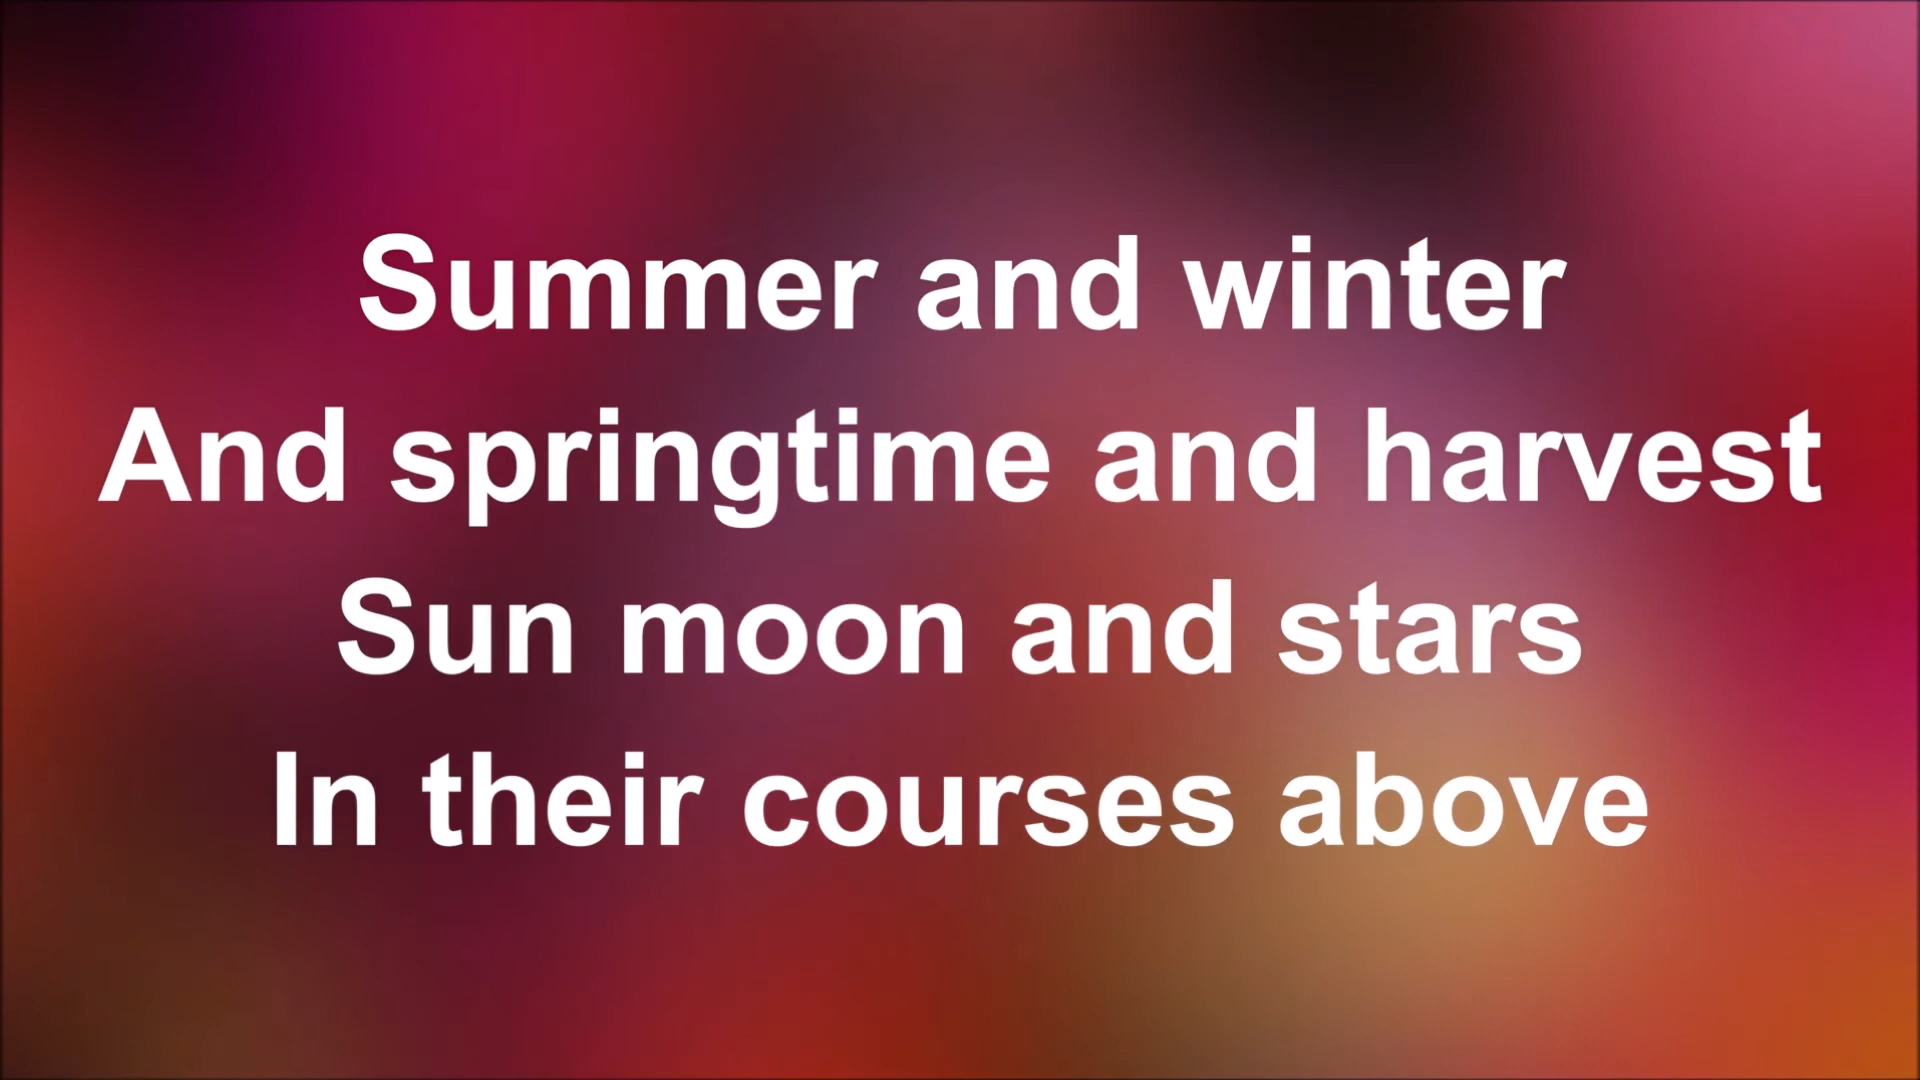 Summer and winter
And springtime and harvest
Sun moon and stars
In their courses above